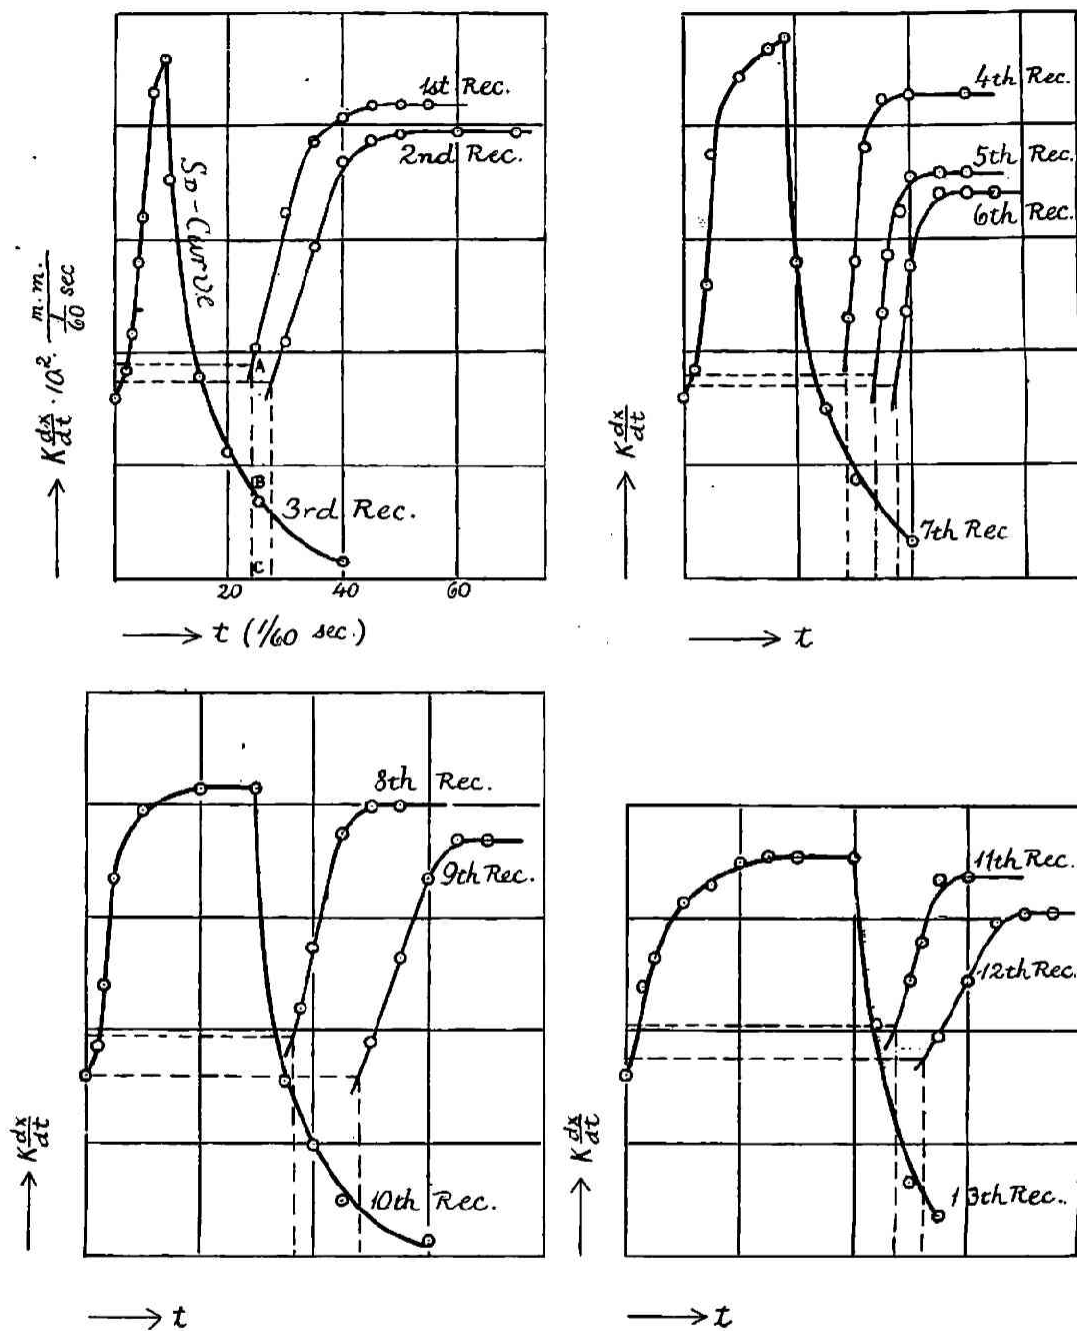 1st Rec.
2nd Rec.
So-Curve
K dx/dt · 10². m.m. / 1/60 sec
A
B
3rd Rec.
C
20 40 60
t (1/60 sec.)
4th Rec.
5th Rec.
6th Rec.
K dx/dt
7th Rec
t
8th Rec.
9th Rec.
K dx/dt
10th Rec.
t
11th Rec.
12th Rec.
K dx/dt
13th Rec..
t